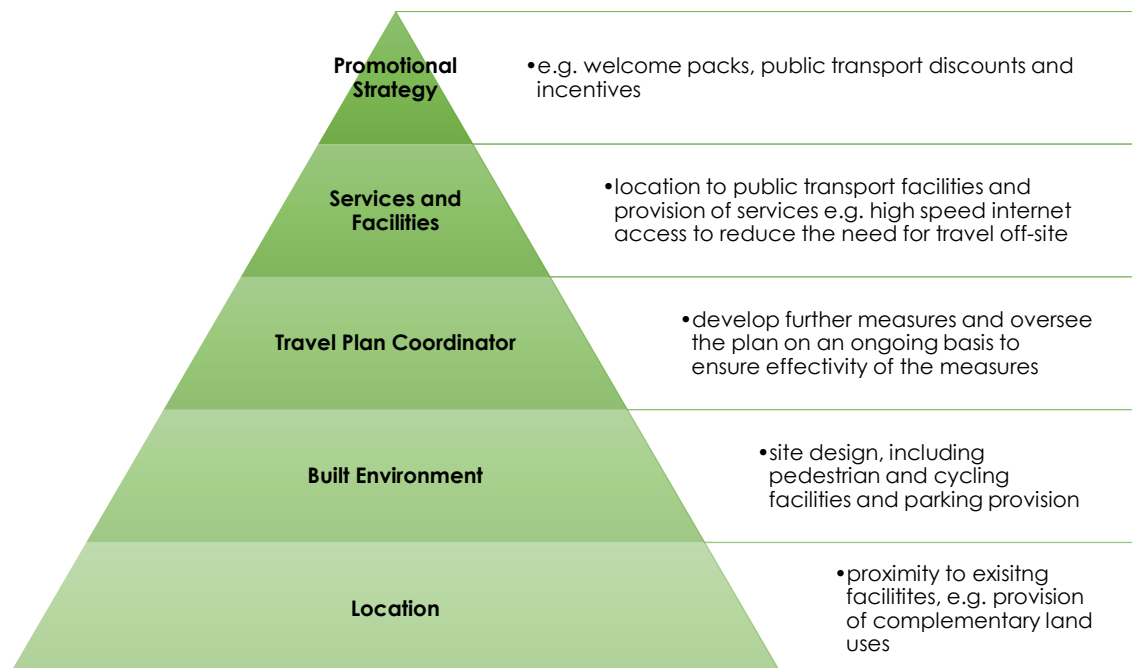 Promotional
Strategy
•e.g. welcome packs, public transport discounts and
incentives
Services and
Facilities
•location to public transport facilities and
provision of services e.g. high speed internet
access to reduce the need for travel off-site
Travel Plan Coordinator
•develop further measures and oversee
the plan on an ongoing basis to
ensure effectivity of the measures
Built Environment
•site design, including
pedestrian and cycling
facilities and parking provision
Location
•proximity to exisitng
facilitites, e.g. provision
of complementary land
uses